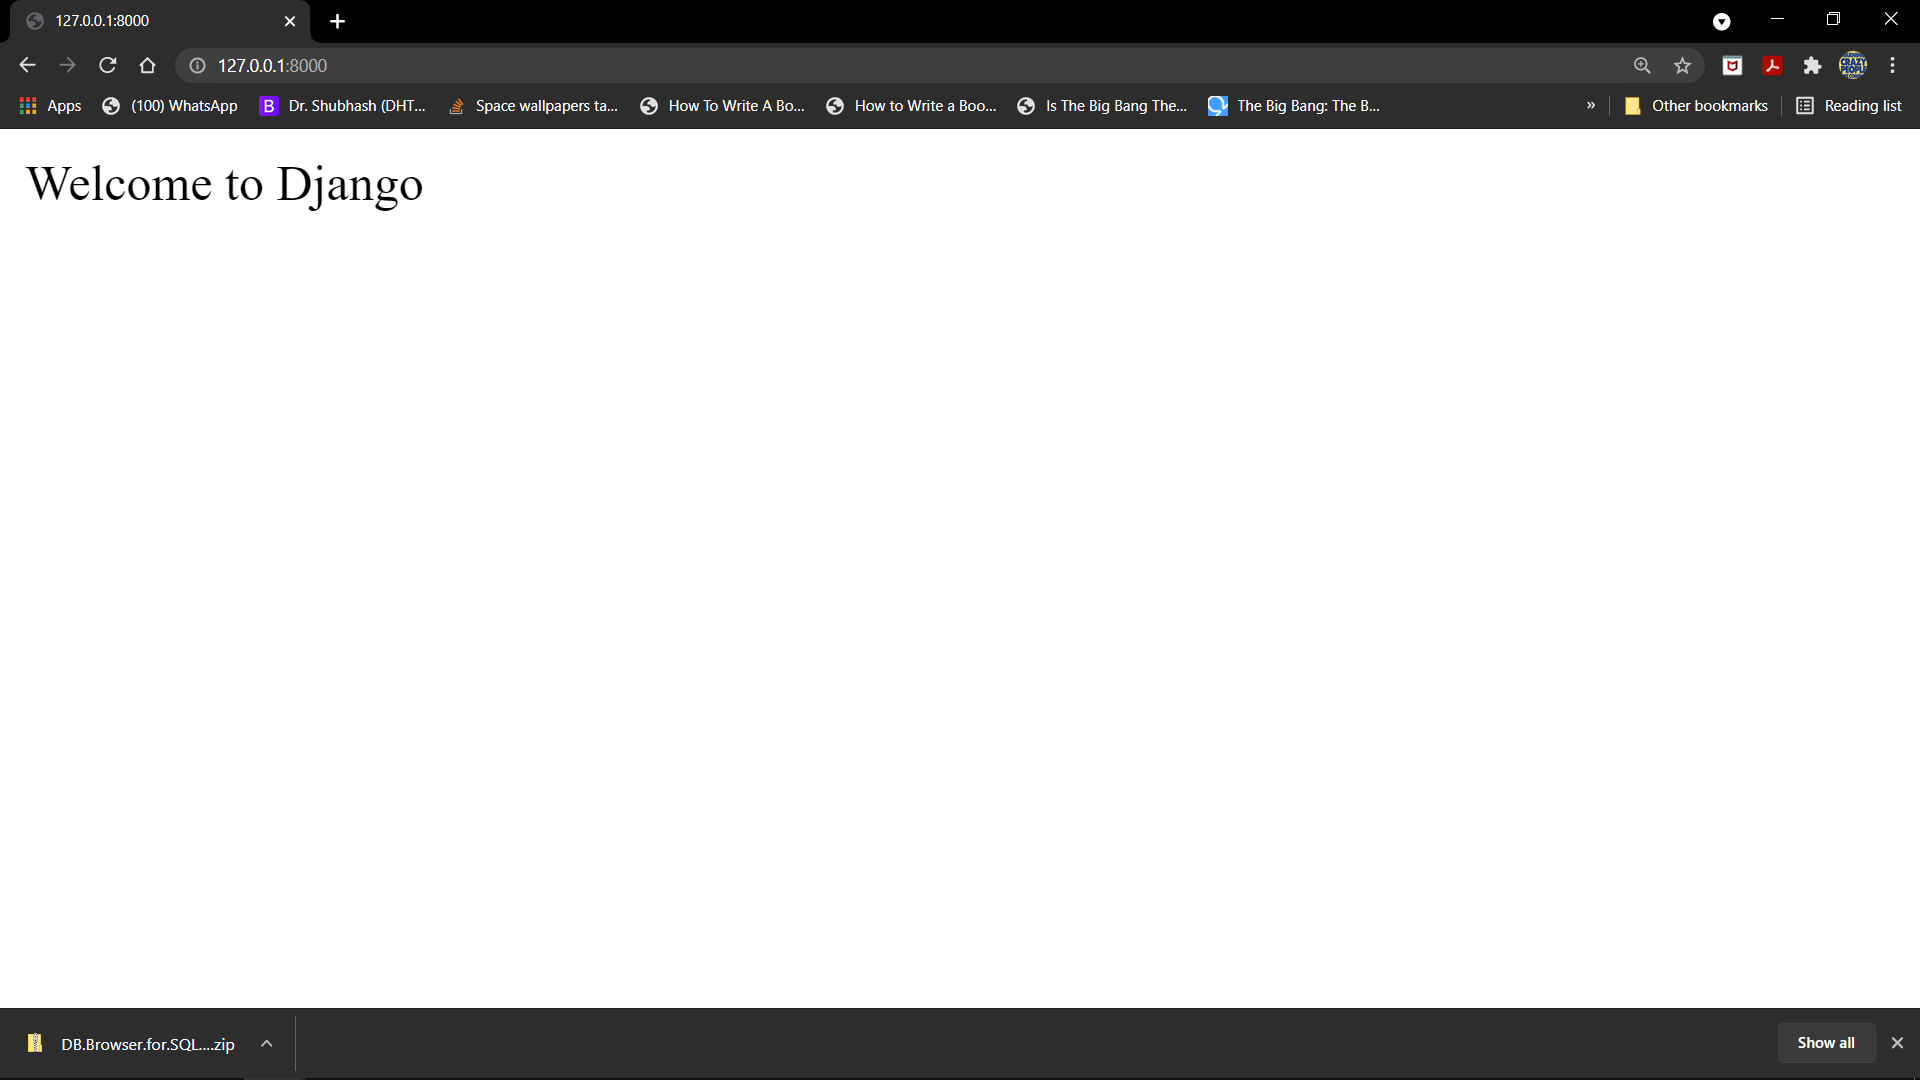 127.0.0.1:8000
127.0.0.1:8000
Apps (100) WhatsApp B Dr. Shubhash (DHT... Space wallpapers ta... How To Write A Bo... How to Write a Boo... Is The Big Bang The... The Big Bang: The B... » Other bookmarks Reading list
Welcome to Django
DB.Browser.for.SQL....zip Show all